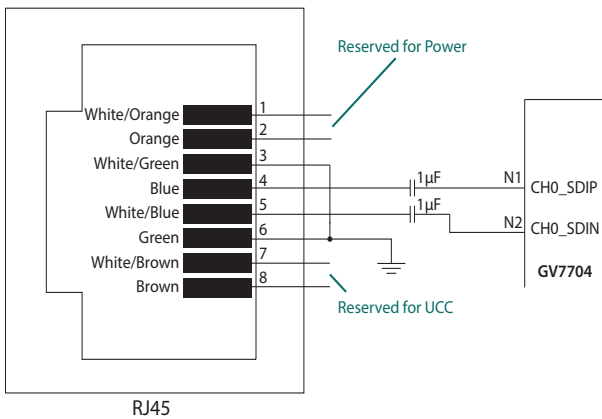 Reserved for Power
White/Orange 1
Orange 2
White/Green 3
Blue 4 1μF N1 CH0_SDIP
White/Blue 5 1μF N2 CH0_SDIN
Green 6
White/Brown 7 GV7704
Brown 8
Reserved for UCC
RJ45